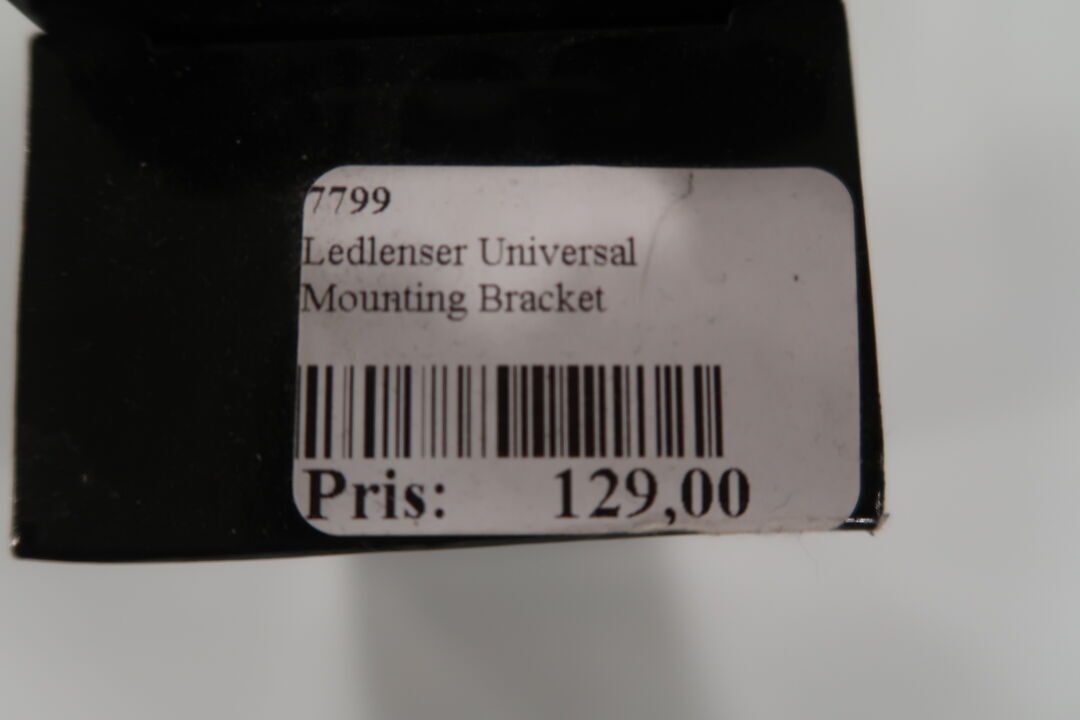 7799
Ledlenser Universal
Mounting Bracket
Pris: 129,00